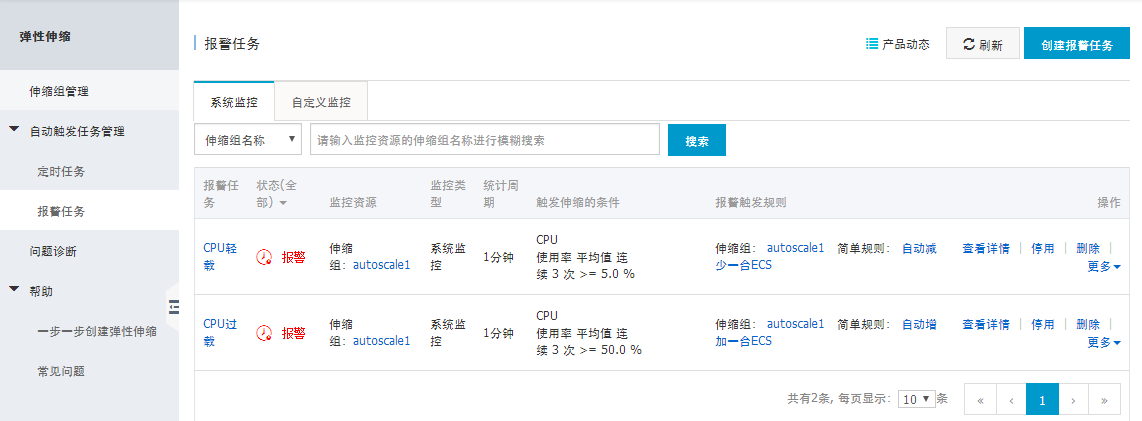 弹性伸缩
伸缩组管理
自动触发任务管理
定时任务
报警任务
问题诊断
帮助
一步一步创建弹性伸缩
常见问题
报警任务
产品动态
刷新
创建报警任务
系统监控
自定义监控
伸缩组名称
请输入监控资源的伸缩组名称进行模糊搜索
搜索
报警任
务
状态(全
部)
监控资源
监控类
型
统计周
期
触发伸缩的条件
报警触发规则
操作
CPU轻
载
报警
伸缩
组: autoscale1
系统监
控
1分钟
CPU
使用率 平均值 连
续 3 次 >= 5.0 %
伸缩组: autoscale1 简单规则: 自动减
少一台ECS
查看详情 | 停用 | 删除 |
更多
CPU过
载
报警
伸缩
组: autoscale1
系统监
控
1分钟
CPU
使用率 平均值 连
续 3 次 >= 50.0 %
伸缩组: autoscale1 简单规则: 自动增
加一台ECS
查看详情 | 停用 | 删除 |
更多
共有2条, 每页显示: 10 条
« ‹ 1 › »